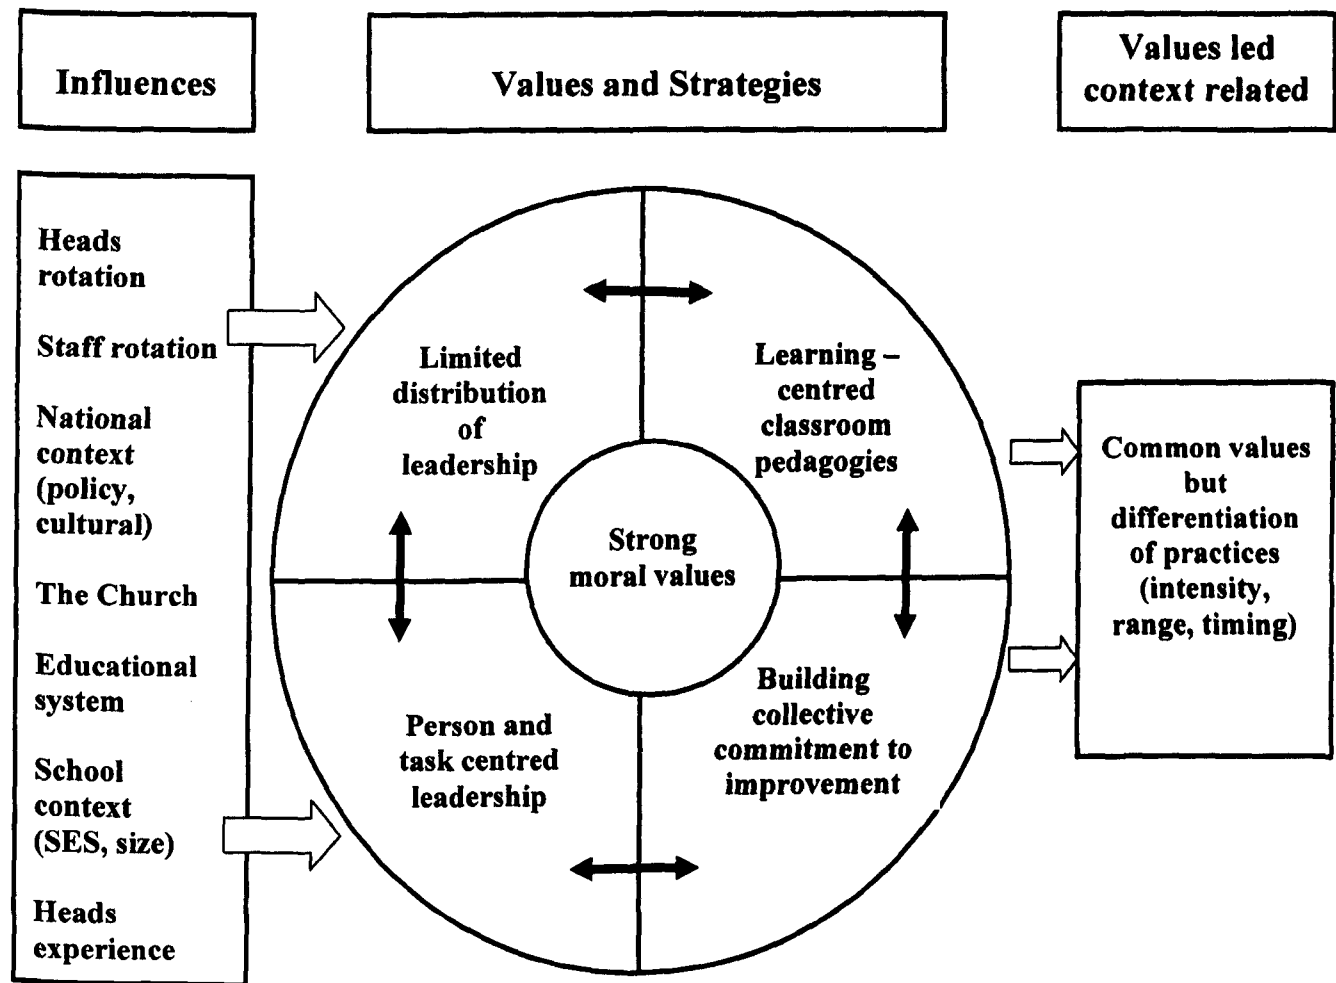 Influences
Values and Strategies
Values led
context related
Heads
rotation
Staff rotation
National
context
(policy,
cultural)
The Church
Educational
system
School
context
(SES, size)
Heads
experience
Limited
distribution
of
leadership
Learning –
centred
classroom
pedagogies
Strong
moral values
Person and
task centred
leadership
Building
collective
commitment to
improvement
Common values
but
differentiation
of practices
(intensity,
range, timing)